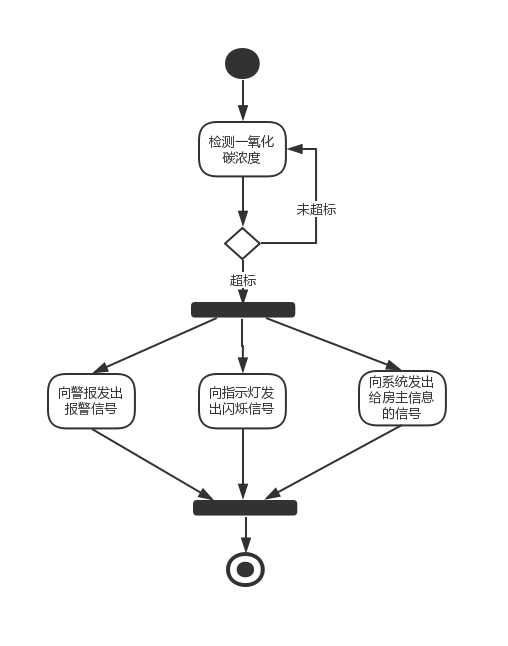 检测一氧化
碳浓度
未超标
超标
向警报发出
报警信号
向指示灯发
出闪烁信号
向系统发出
给房主信息
的信号